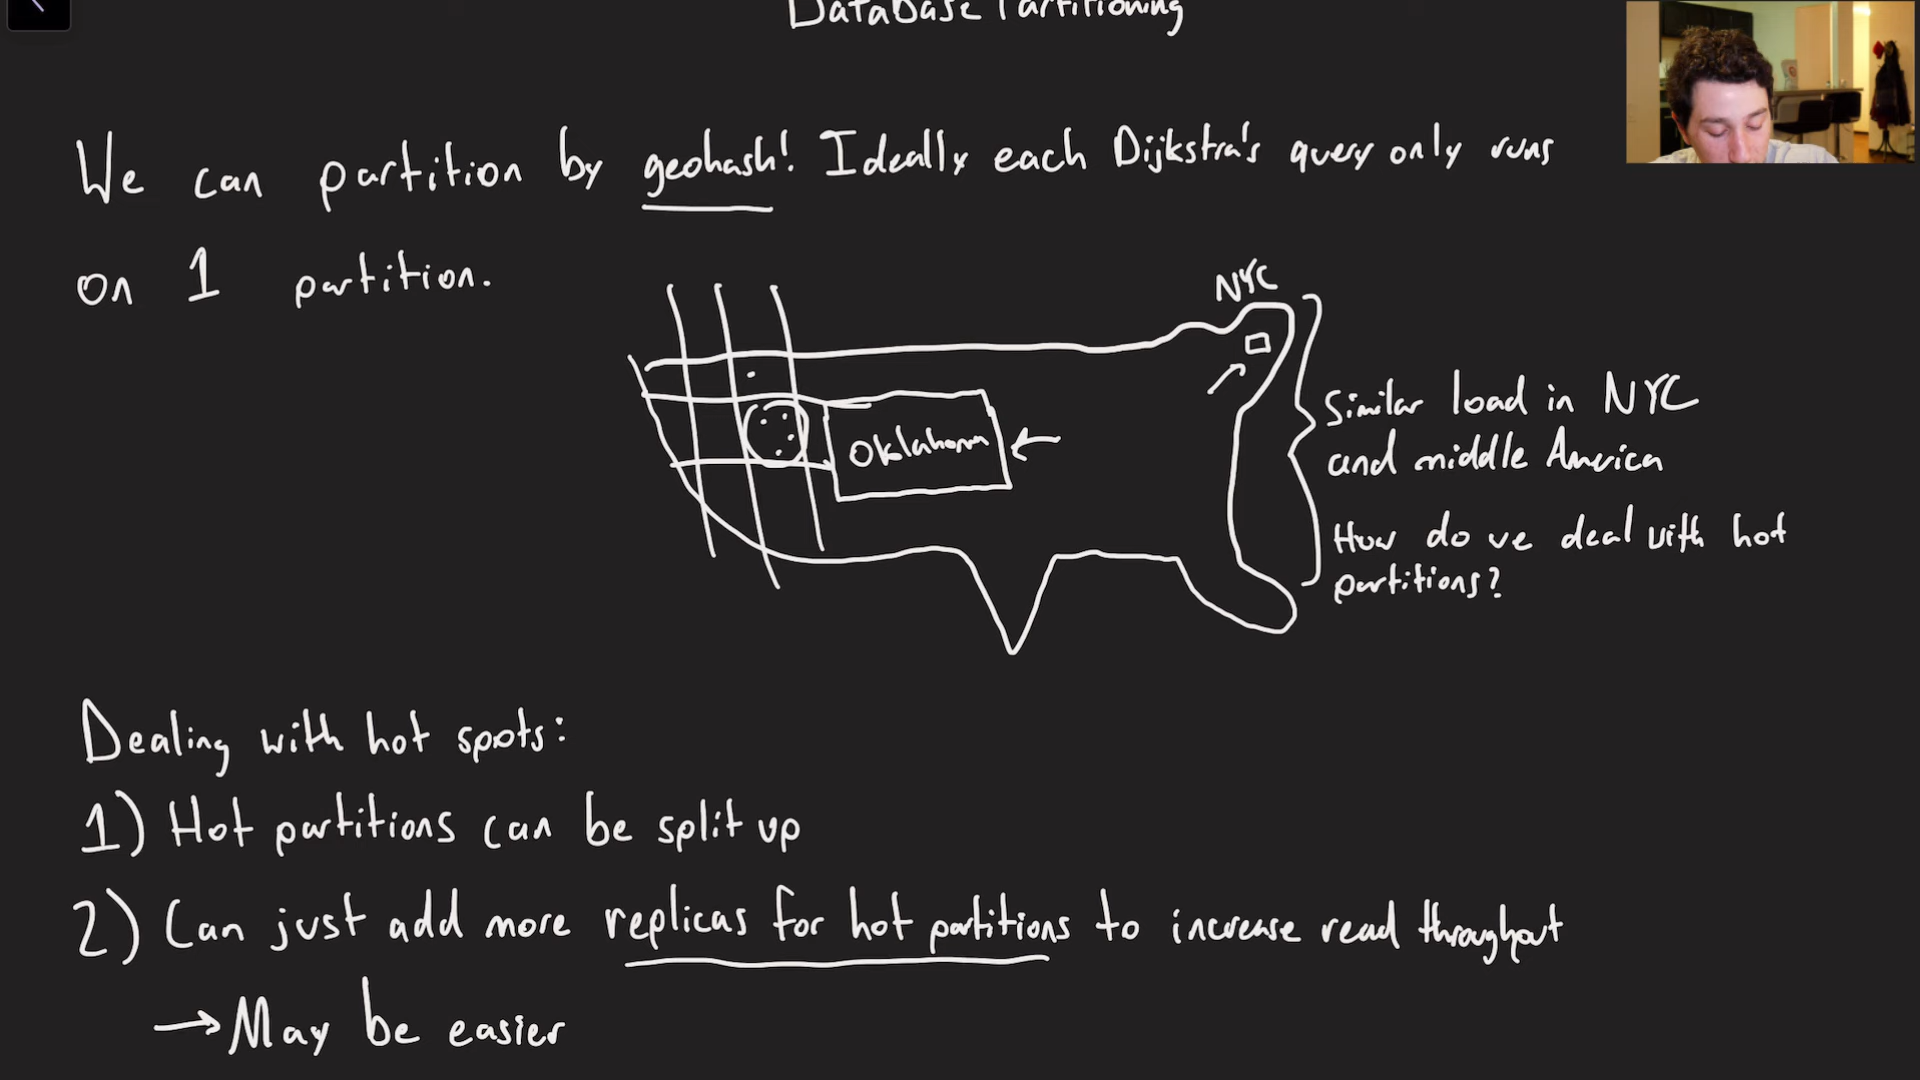 DataBase Partitioning
We can partition by geohash! Ideally each Dijkstra's query only runs
on 1 partition.
NYC
Oklahoma
Similar load in NYC
and middle America
How do we deal with hot
partitions?
Dealing with hot spots:
1) Hot partitions can be split up
2) Can just add more replicas for hot partitions to increase read throughput
→ May be easier